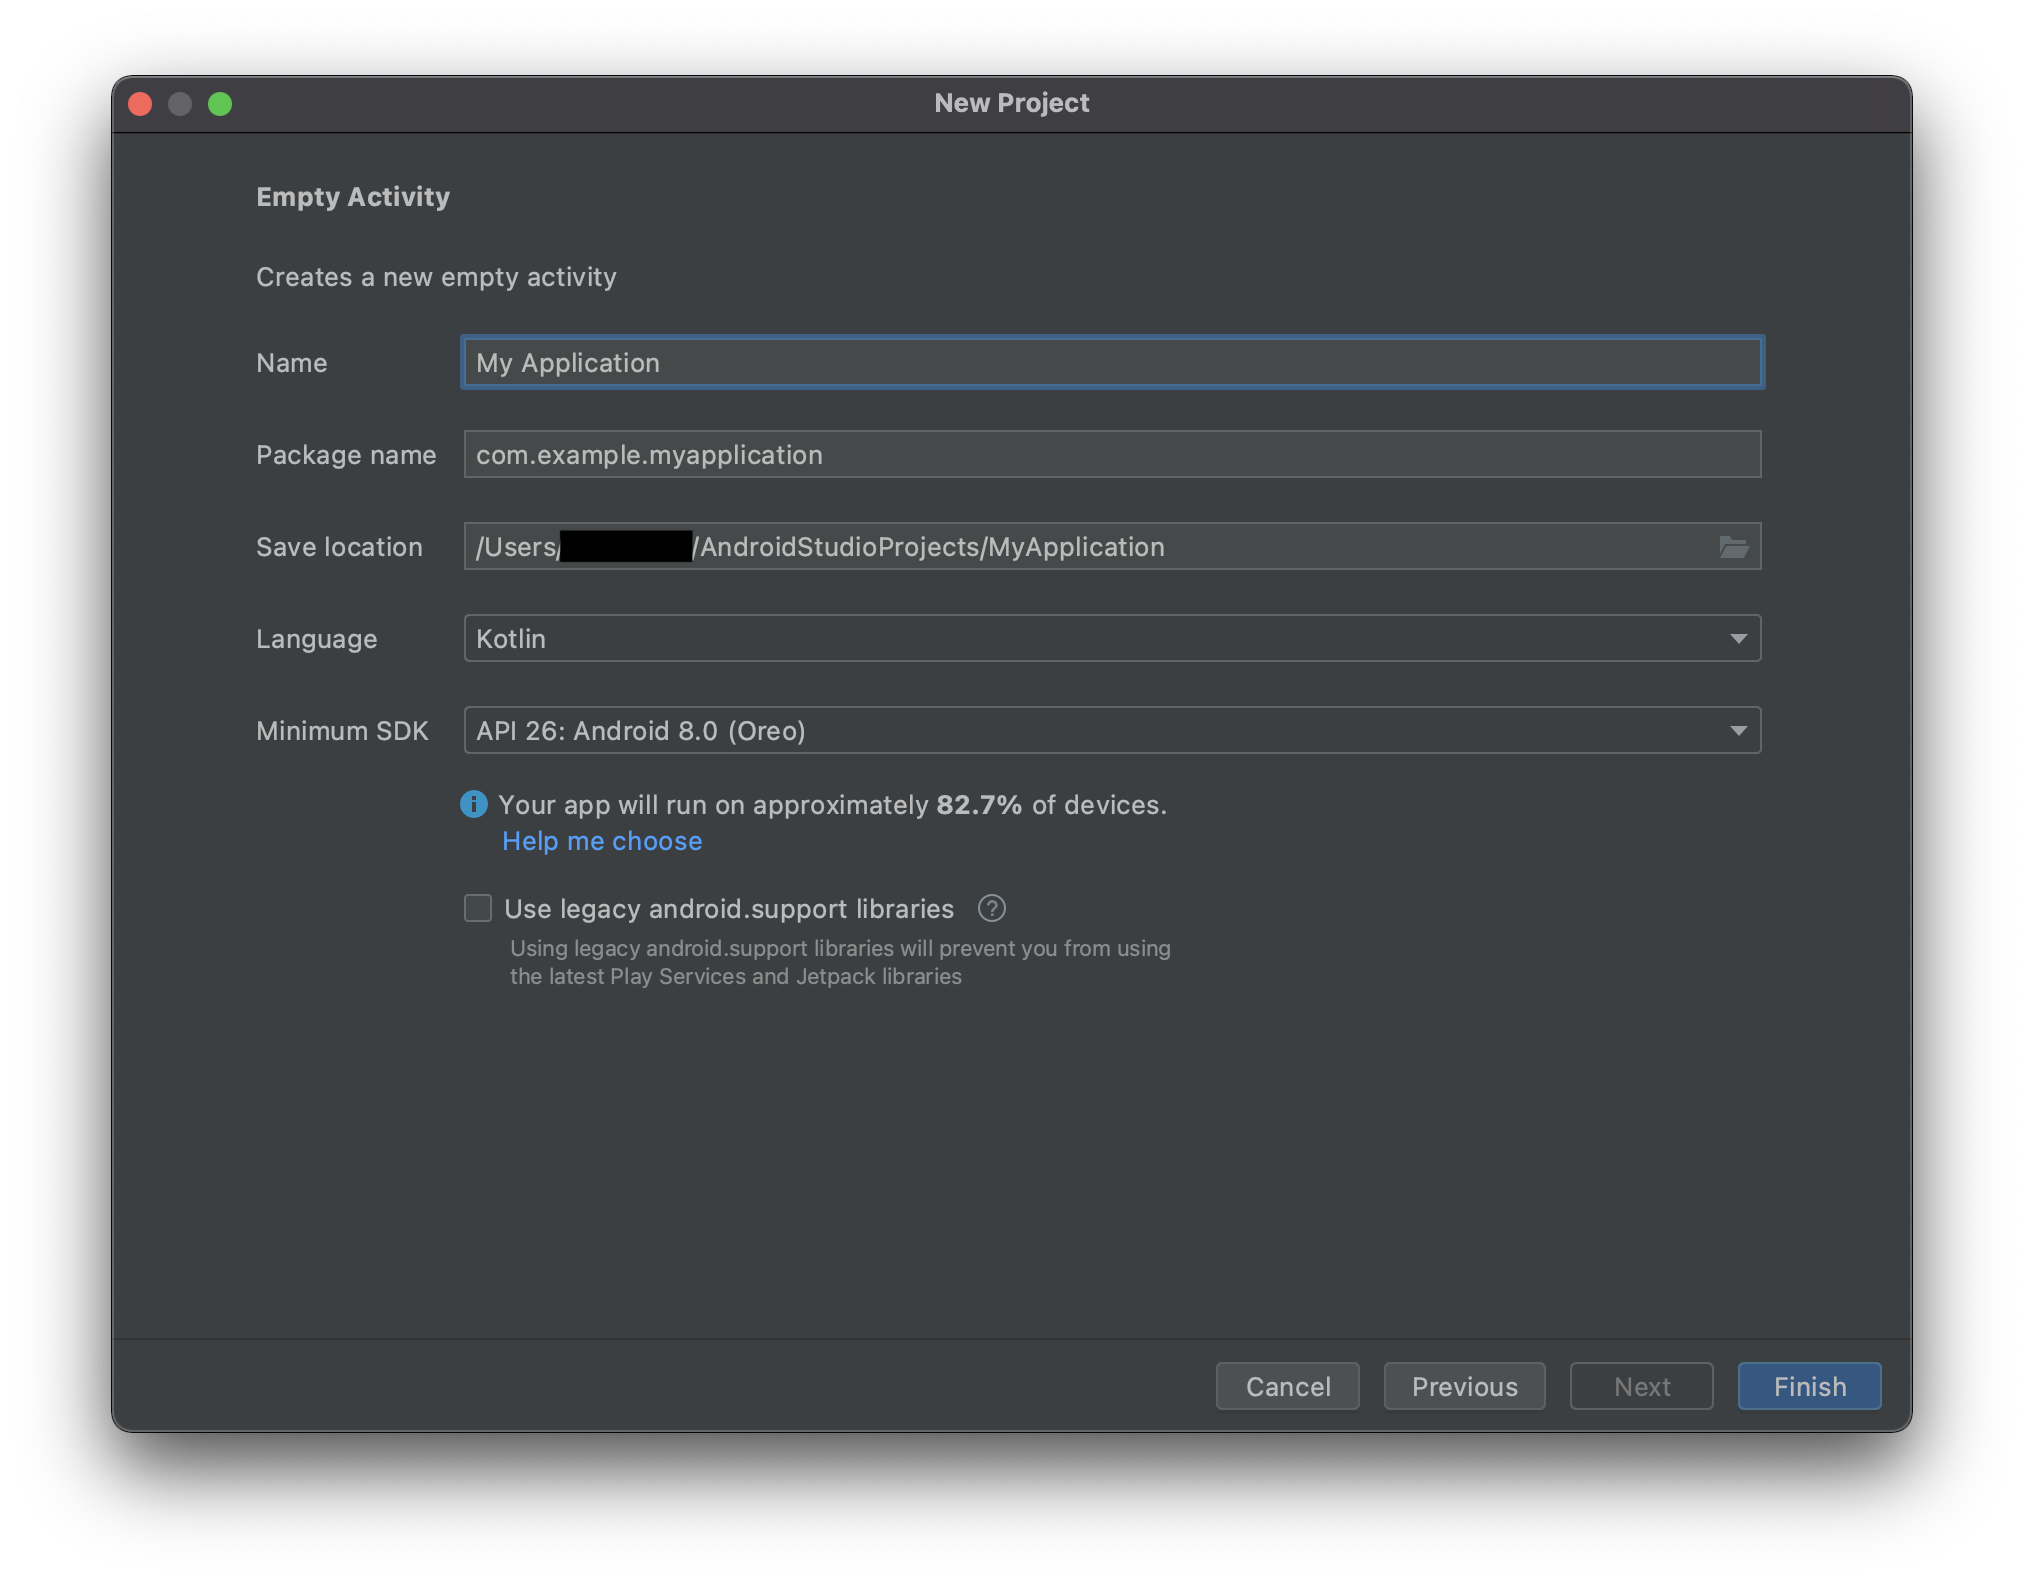 New Project
Empty Activity
Creates a new empty activity
Name My Application
Package name com.example.myapplication
Save location /Users/ /AndroidStudioProjects/MyApplication
Language Kotlin
Minimum SDK API 26: Android 8.0 (Oreo)
i Your app will run on approximately 82.7% of devices.
Help me choose
Use legacy android.support libraries ?
Using legacy android.support libraries will prevent you from using
the latest Play Services and Jetpack libraries
Cancel Previous Next Finish